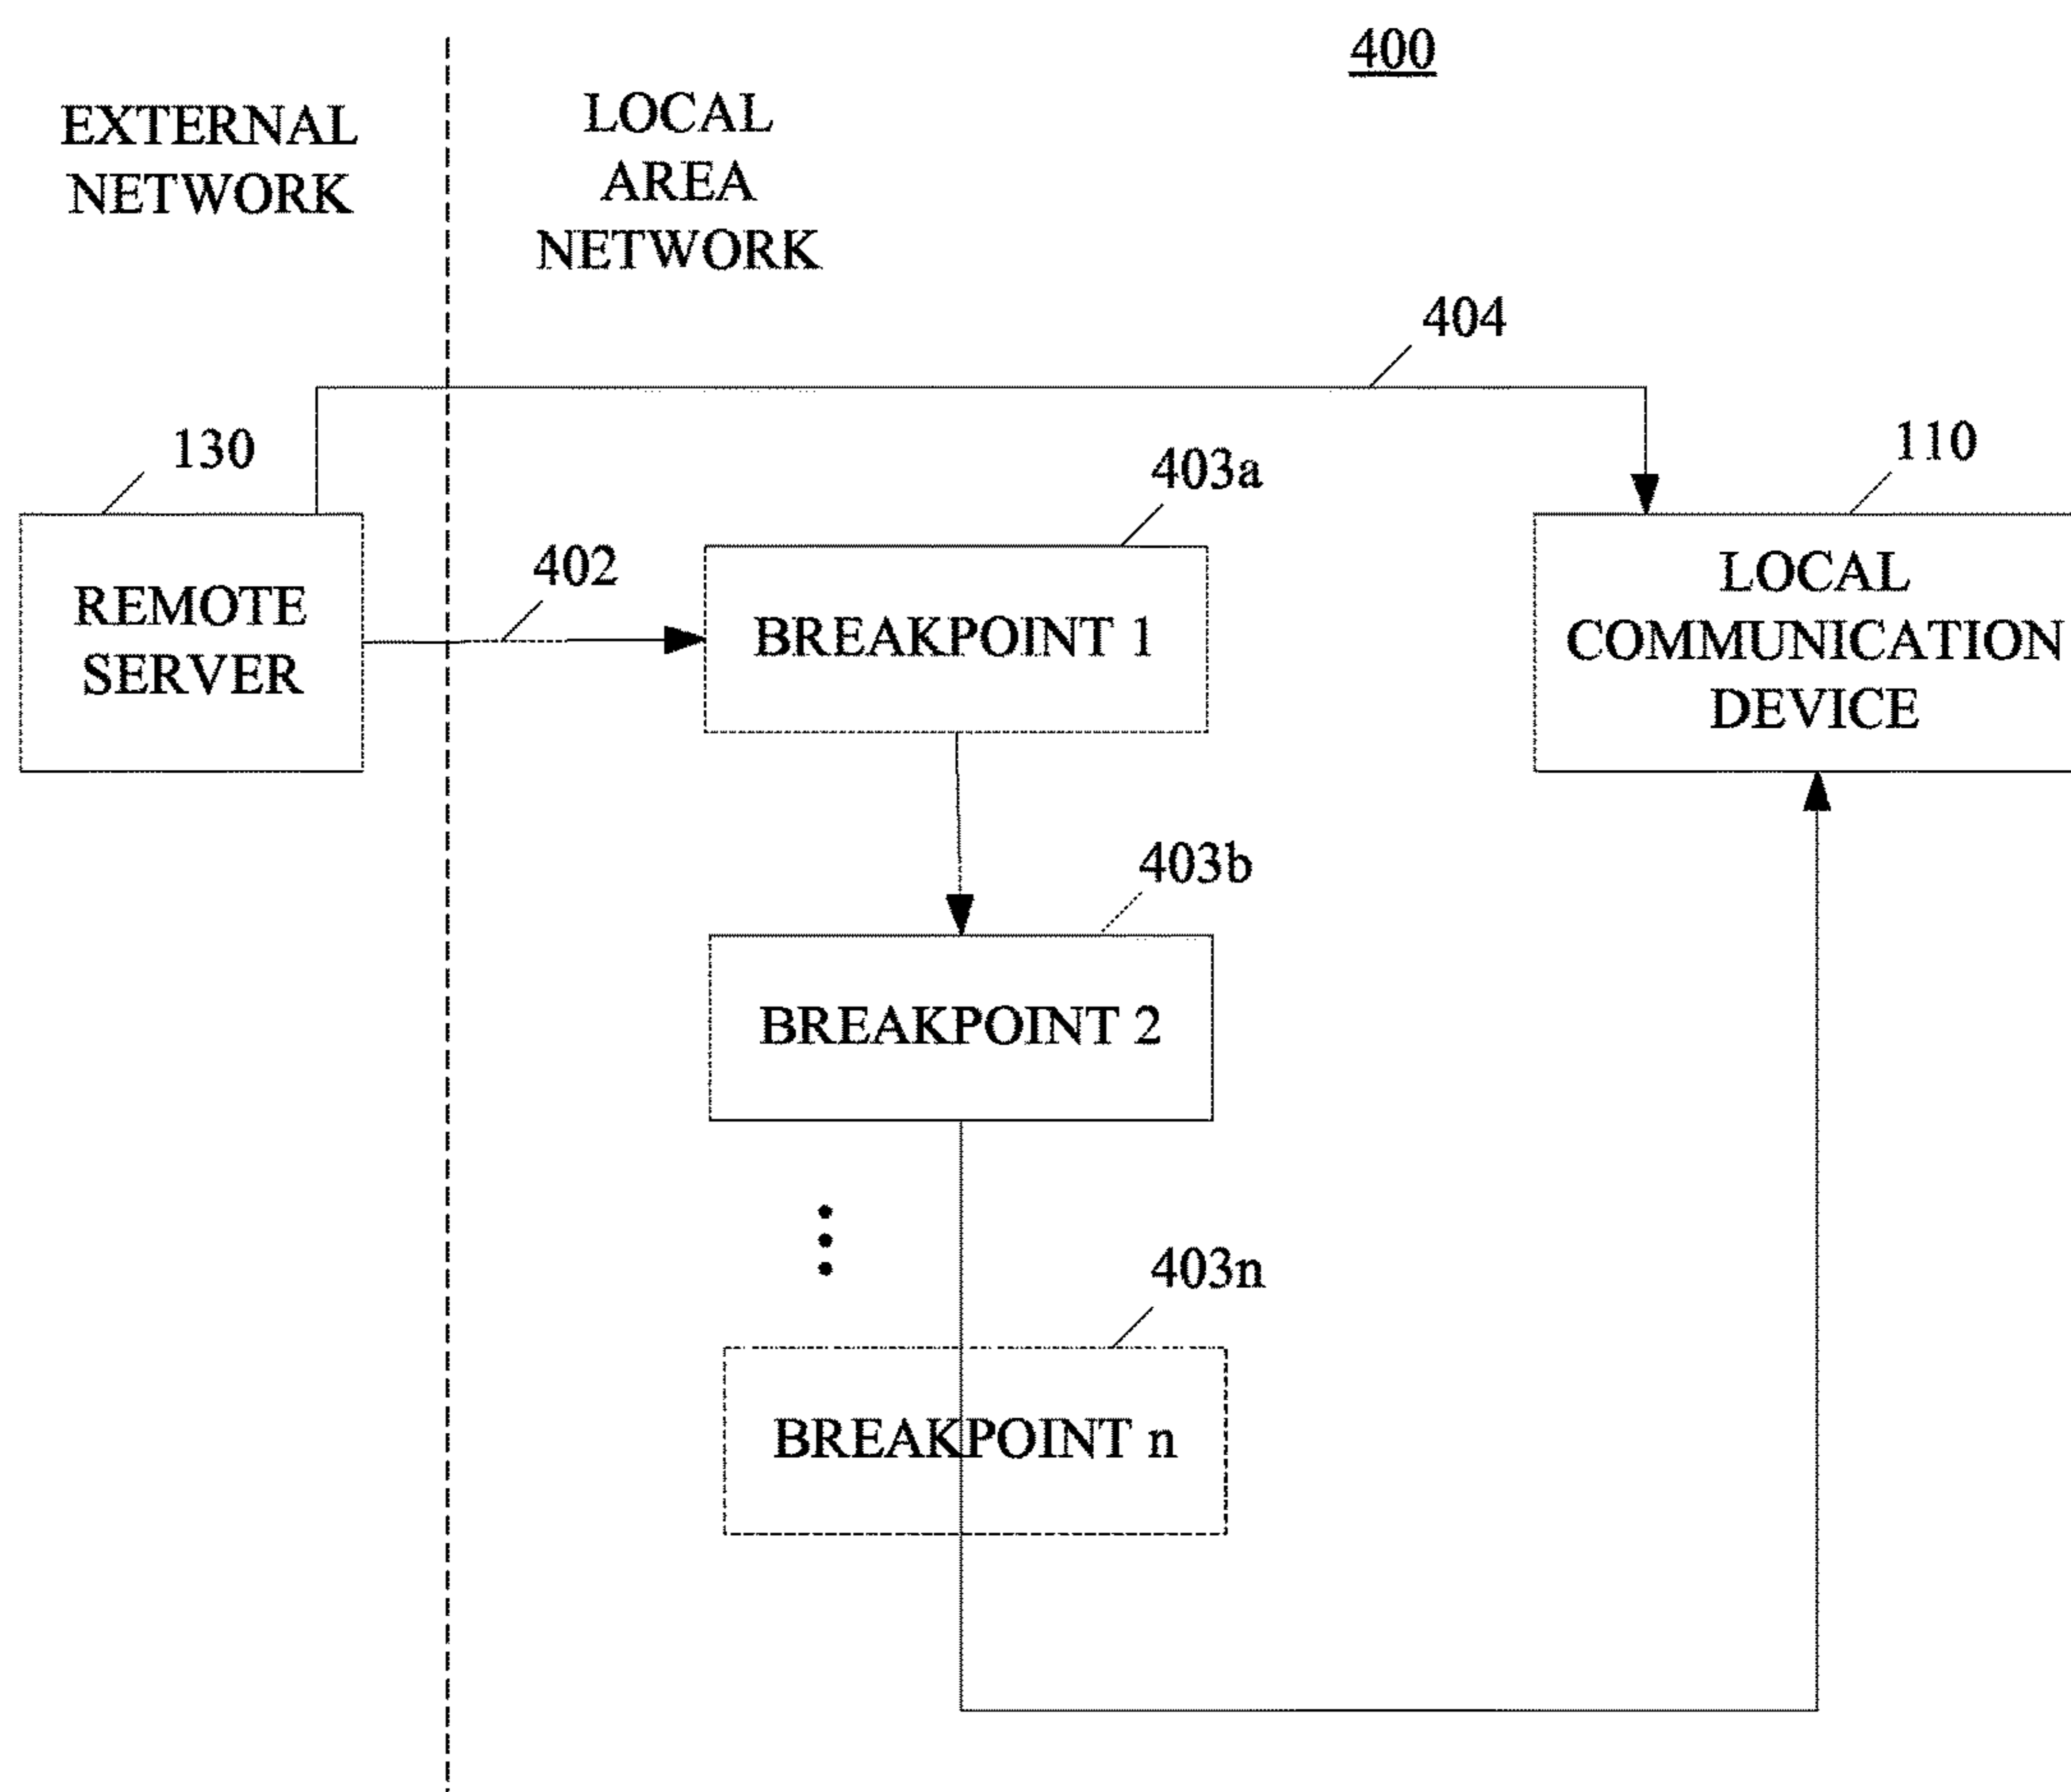 400
EXTERNAL
NETWORK
LOCAL
AREA
NETWORK
404
130
403a
110
402
REMOTE
SERVER
BREAKPOINT 1
LOCAL
COMMUNICATION
DEVICE
403b
BREAKPOINT 2
403n
BREAKPOINT n